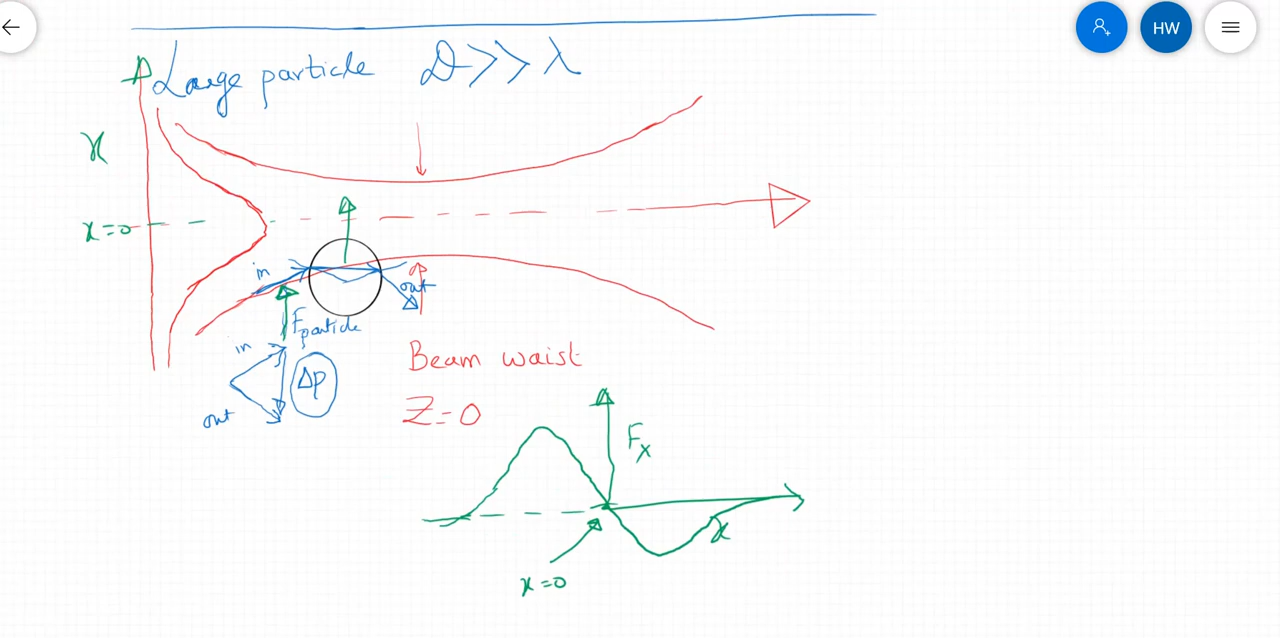 HW
Large particle D>>>λ
x
x=0
in
out
F particle
in
Δp
out
Beam waist
Z=0
Fx
x
x=0